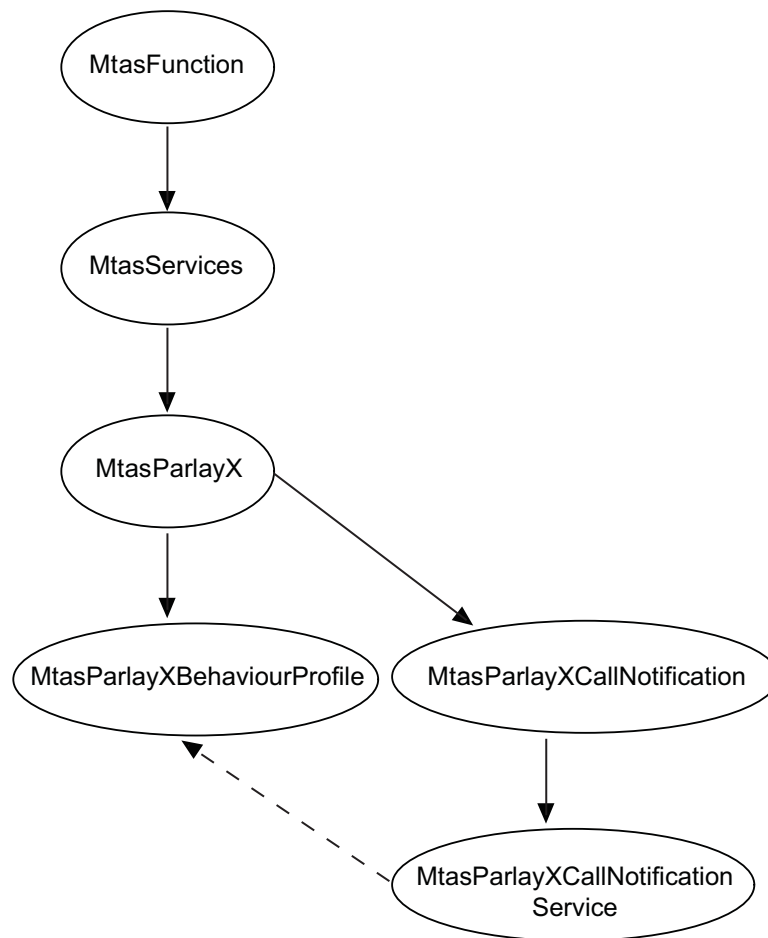 MtasFunction
MtasServices
MtasParlayX
MtasParlayXBehaviourProfile
MtasParlayXCallNotification
MtasParlayXCallNotification
Service